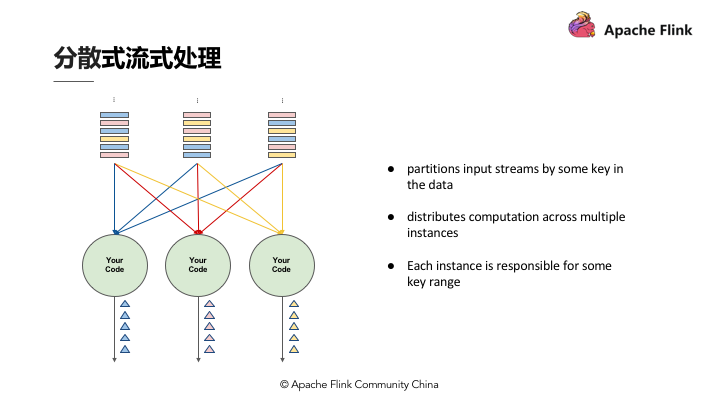 Apache Flink
分散式流式处理
● partitions input streams by some key in
the data
● distributes computation across multiple
instances
● Each instance is responsible for some
key range
Your
Code
Your
Code
Your
Code
© Apache Flink Community China